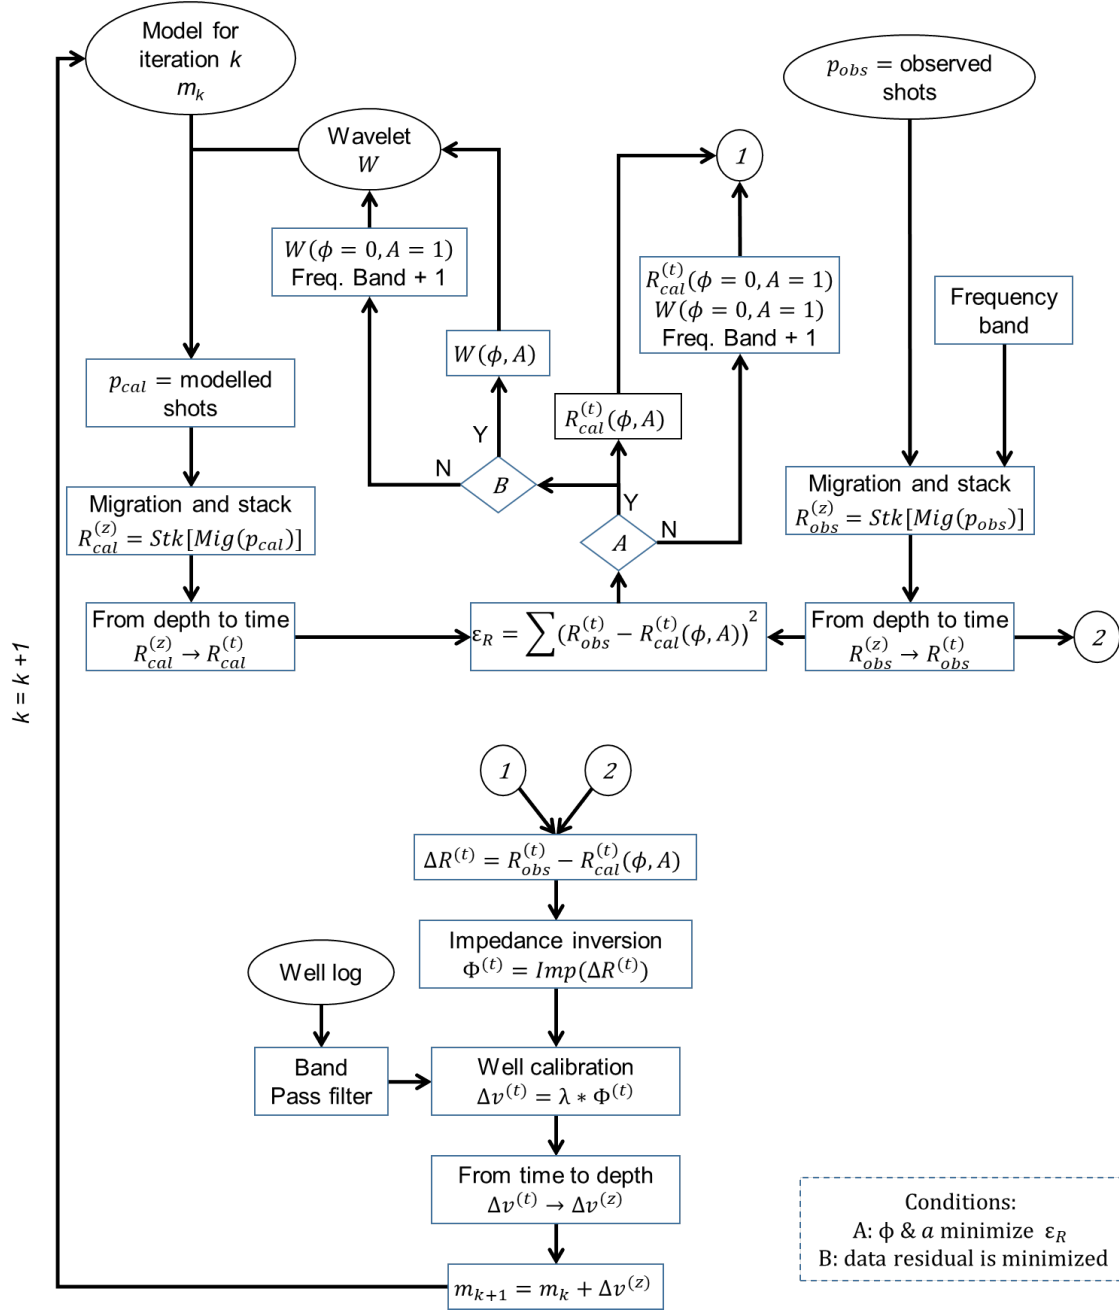 Model for
iteration k
m_k
p_obs = observed
shots
Wavelet
W
1
W(ϕ = 0, A = 1)
Freq. Band + 1
R_cal^(t)(ϕ = 0, A = 1)
W(ϕ = 0, A = 1)
Freq. Band + 1
Frequency
band
W(ϕ, A)
p_cal = modelled
shots
R_cal^(t)(ϕ, A)
Y
N
B
Y
N
A
Migration and stack
R_cal^(z) = Stk[Mig(p_cal)]
Migration and stack
R_obs^(z) = Stk[Mig(p_obs)]
From depth to time
R_cal^(z) → R_cal^(t)
ε_R = ∑(R_obs^(t) − R_cal^(t)(ϕ, A))^2
From depth to time
R_obs^(z) → R_obs^(t)
2
k = k +1
1
2
ΔR^(t) = R_obs^(t) − R_cal^(t)(ϕ, A)
Impedance inversion
Φ^(t) = Imp(ΔR^(t))
Well log
Band
Pass filter
Well calibration
Δv^(t) = λ ∗ Φ^(t)
From time to depth
Δv^(t) → Δv^(z)
m_{k+1} = m_k + Δv^(z)
Conditions:
A: ϕ & a minimize ε_R
B: data residual is minimized